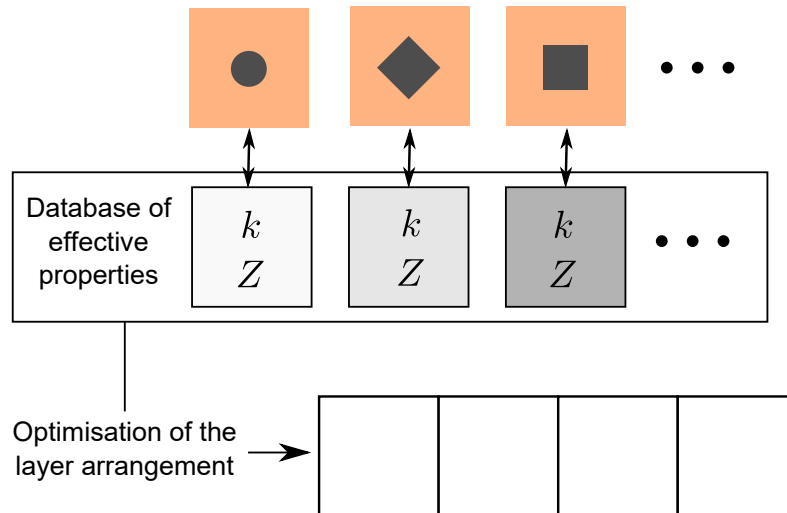 Database of
effective
properties
k
Z
k
Z
k
Z
Optimisation of the
layer arrangement